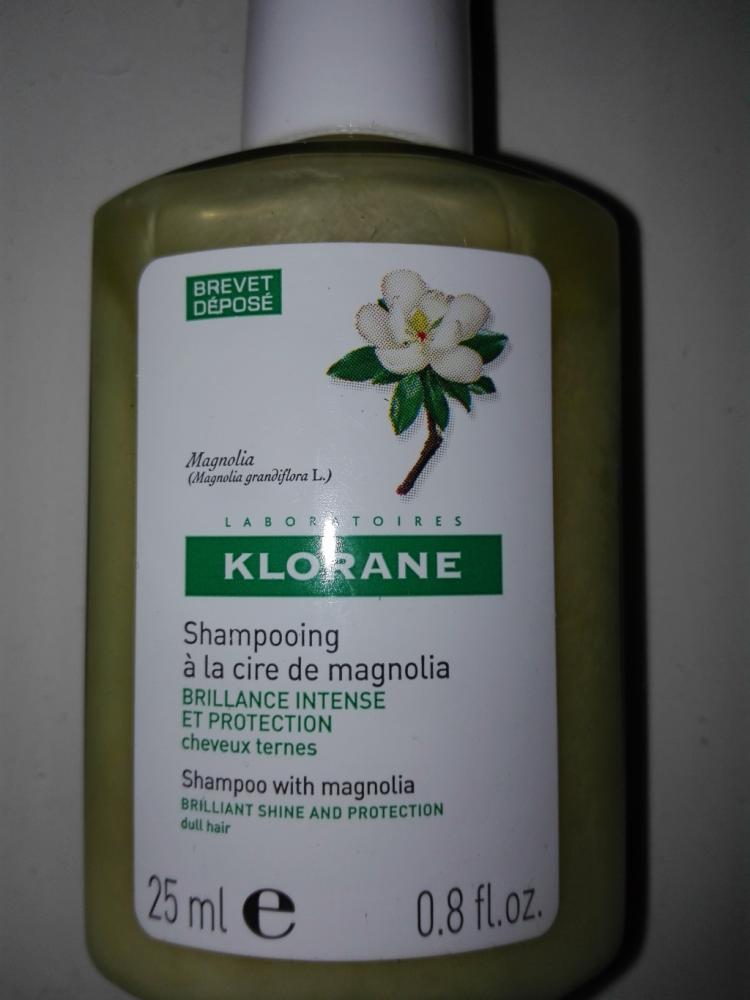 BREVET
DÉPOSÉ
Magnolia
(Magnolia grandiflora L.)
LABORATOIRES
KLORANE
Shampooing
à la cire de magnolia
BRILLANCE INTENSE
ET PROTECTION
cheveux ternes
Shampoo with magnolia
BRILLIANT SHINE AND PROTECTION
dull hair
25 ml e 0.8 fl.oz.